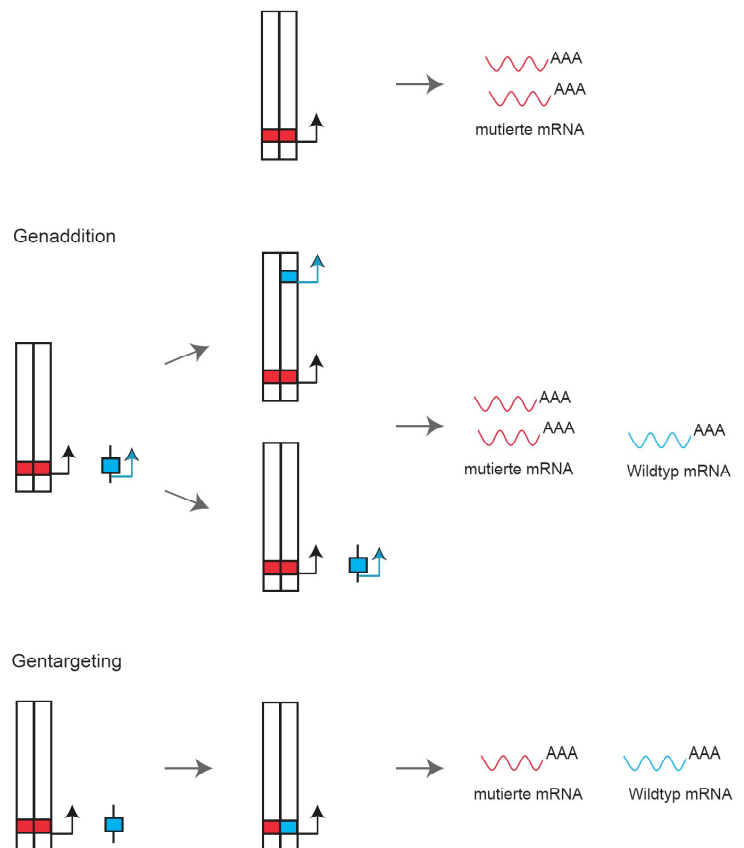 AAA
AAA
mutierte mRNA
Genaddition
AAA
AAA
AAA
mutierte mRNA
Wildtyp mRNA
Gentargeting
AAA
AAA
mutierte mRNA
Wildtyp mRNA